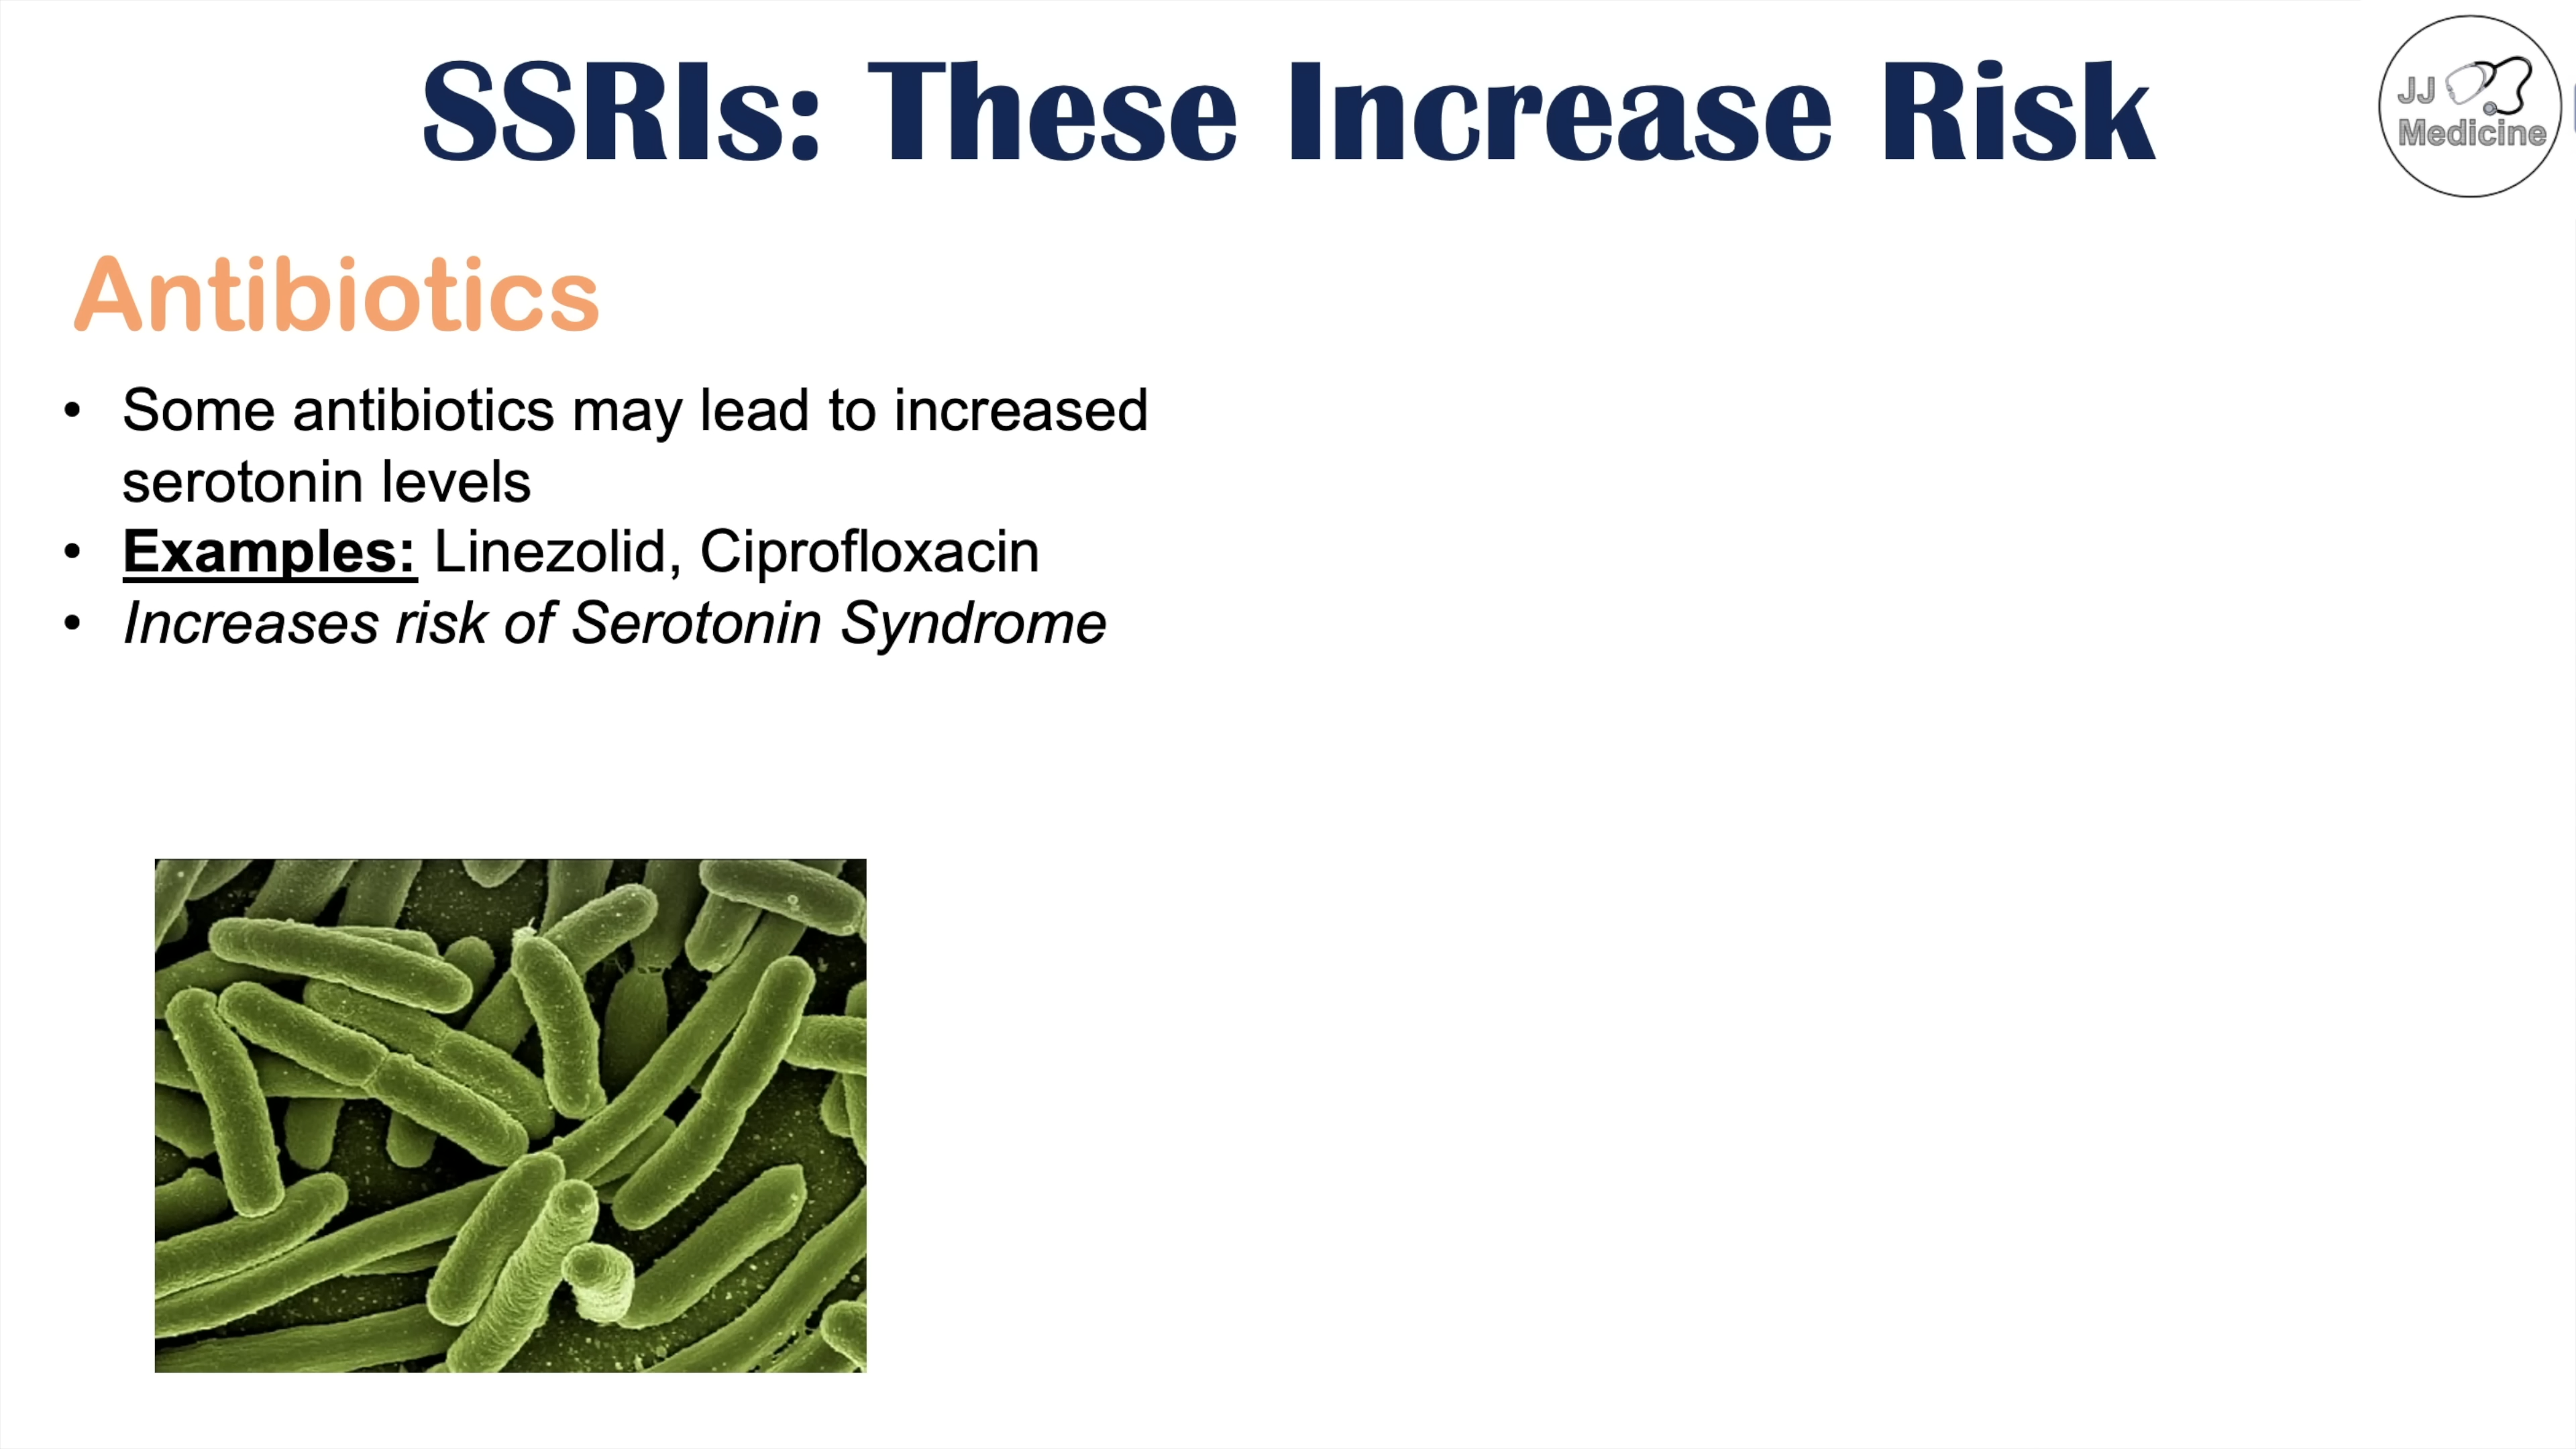 SSRIs: These Increase Risk
JJ
Medicine
Antibiotics
• Some antibiotics may lead to increased
serotonin levels
• Examples: Linezolid, Ciprofloxacin
• Increases risk of Serotonin Syndrome